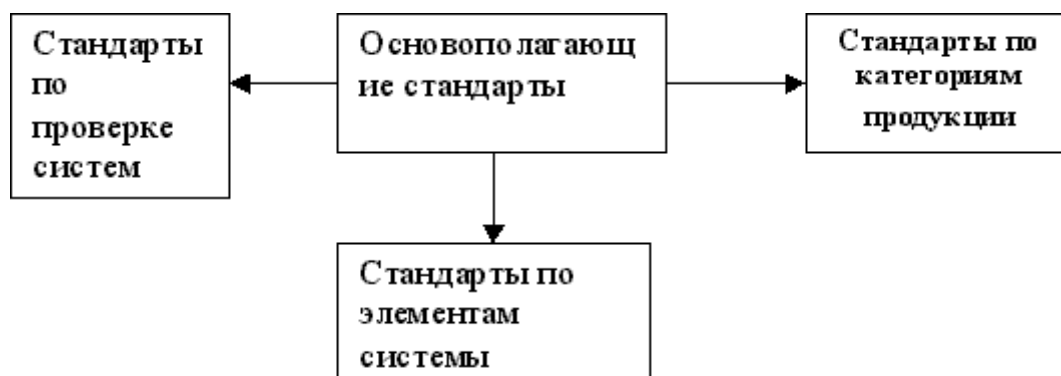 Стандарты
по
проверке
систем
Основополагающ
ие стандарты
Стандарты по
категориям
продукции
Стандарты по
элементам
системы